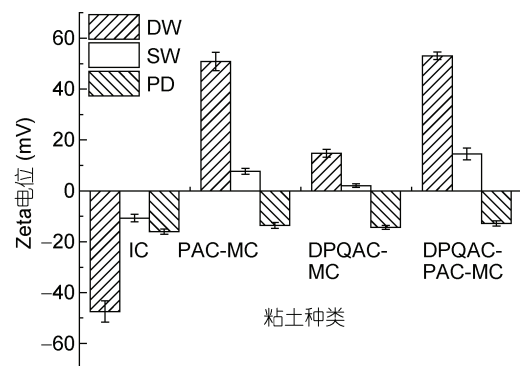 DW
SW
PD
60
40
20
0
−20
−40
−60
Zeta电位 (mV)
IC
PAC-MC
DPQAC-
MC
DPQAC-
PAC-MC
粘土种类